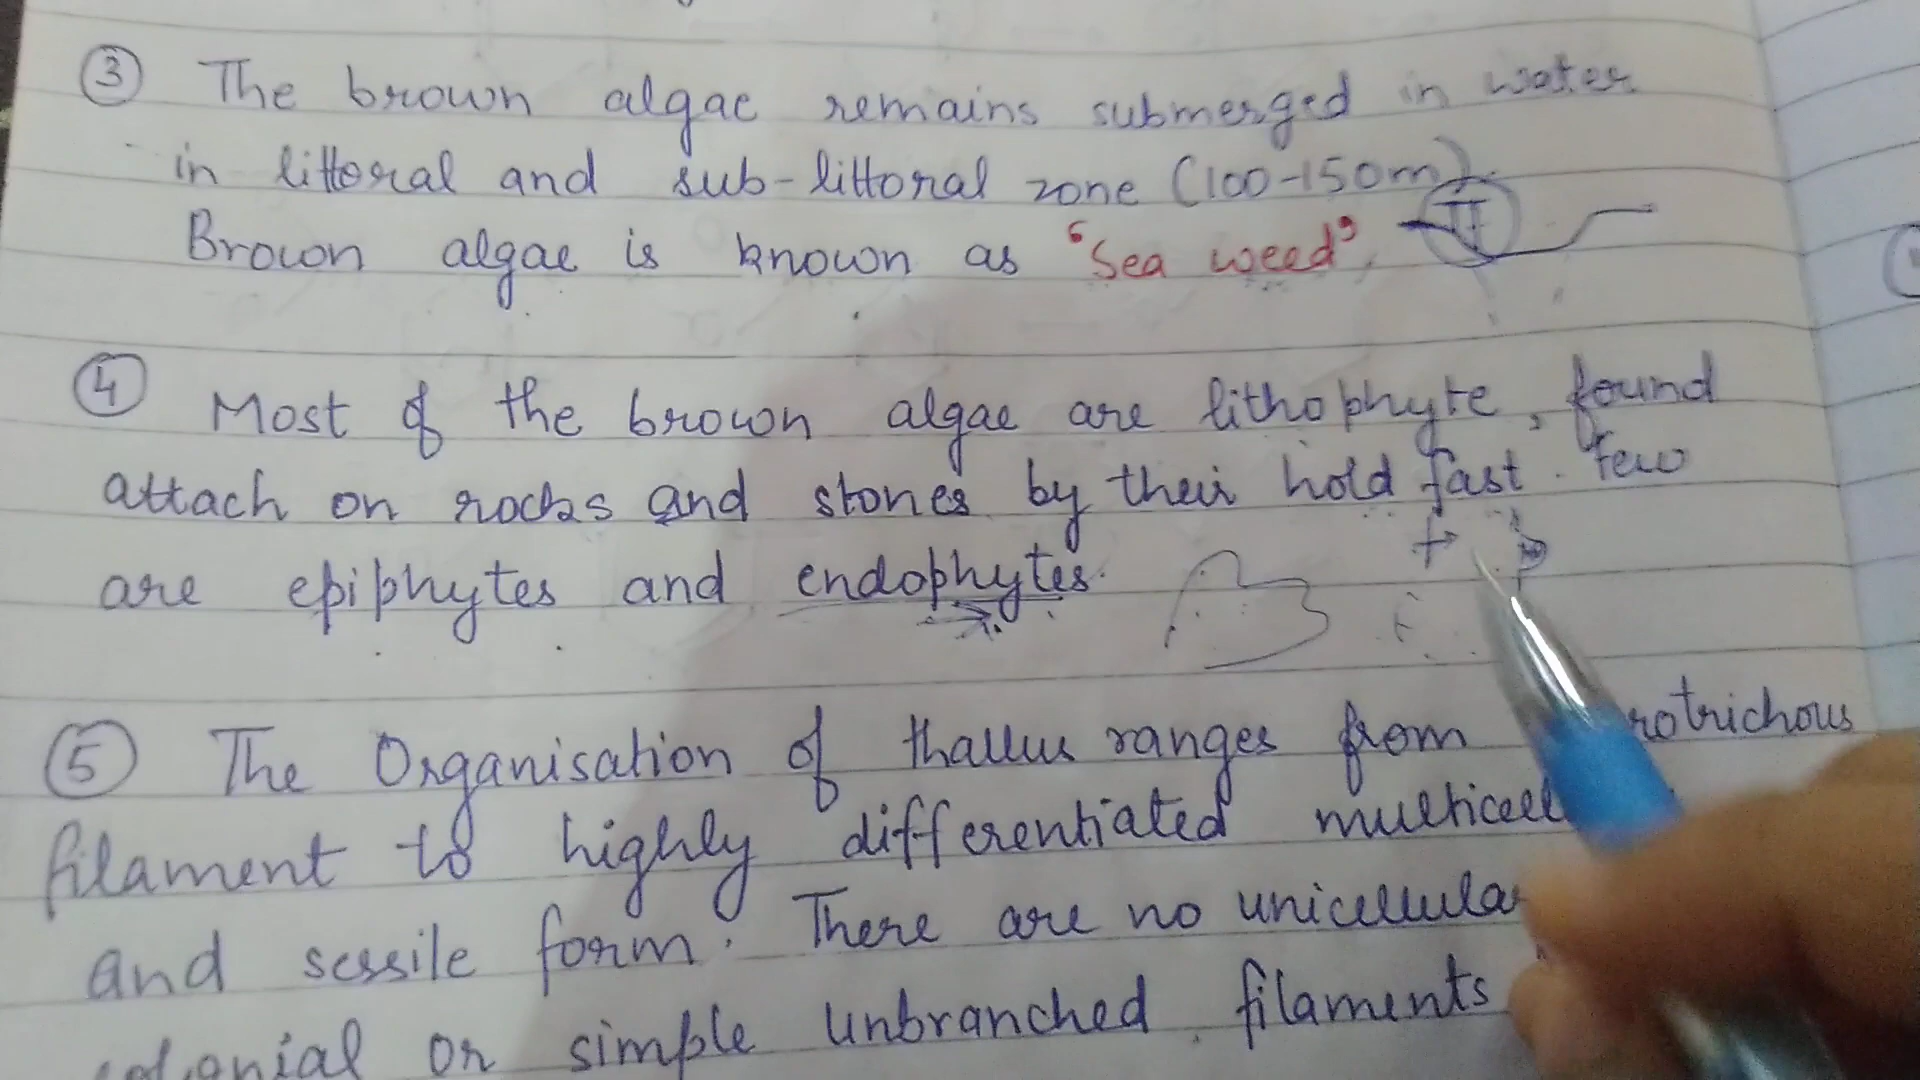 ③ The brown algae remains submerged in water
in littoral and sub-littoral zone (100-150m).
Brown algae is known as "Sea weed",
④ Most of the brown algae are lithophyte, found
attach on rocks and stones by their hold fast. Few
are epiphytes and endophytes.
⑤ The Organisation of thallus ranges from
filament to highly differentiated
and sessile form. There are no
or simple unbranched filaments